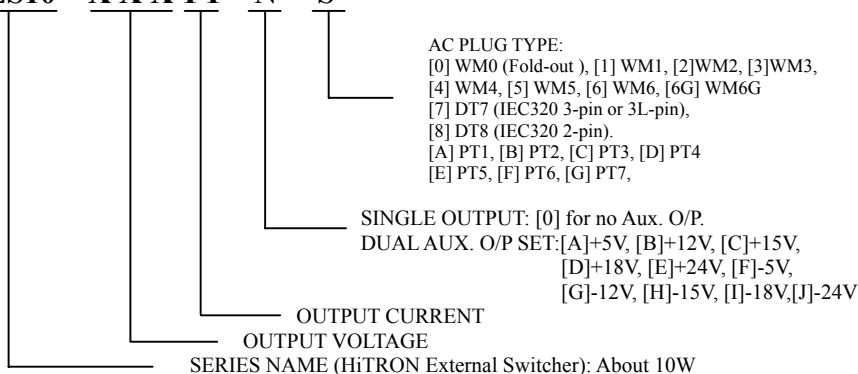 AC PLUG TYPE:
[0] WM0 (Fold-out ), [1] WM1, [2]WM2, [3]WM3,
[4] WM4, [5] WM5, [6] WM6, [6G] WM6G
[7] DT7 (IEC320 3-pin or 3L-pin),
[8] DT8 (IEC320 2-pin).
[A] PT1, [B] PT2, [C] PT3, [D] PT4
[E] PT5, [F] PT6, [G] PT7,
SINGLE OUTPUT: [0] for no Aux. O/P.
DUAL AUX. O/P SET:[A]+5V, [B]+12V, [C]+15V,
[D]+18V, [E]+24V, [F]-5V,
[G]-12V, [H]-15V, [I]-18V,[J]-24V
OUTPUT CURRENT
OUTPUT VOLTAGE
SERIES NAME (HiTRON External Switcher): About 10W